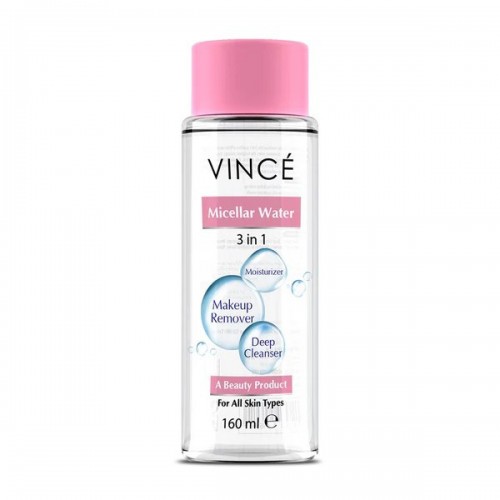 VINCÉ
Micellar Water
3 in 1
Moisturizer
Makeup
Remover
Deep
Cleanser
A Beauty Product
For All Skin Types
160 ml ℮